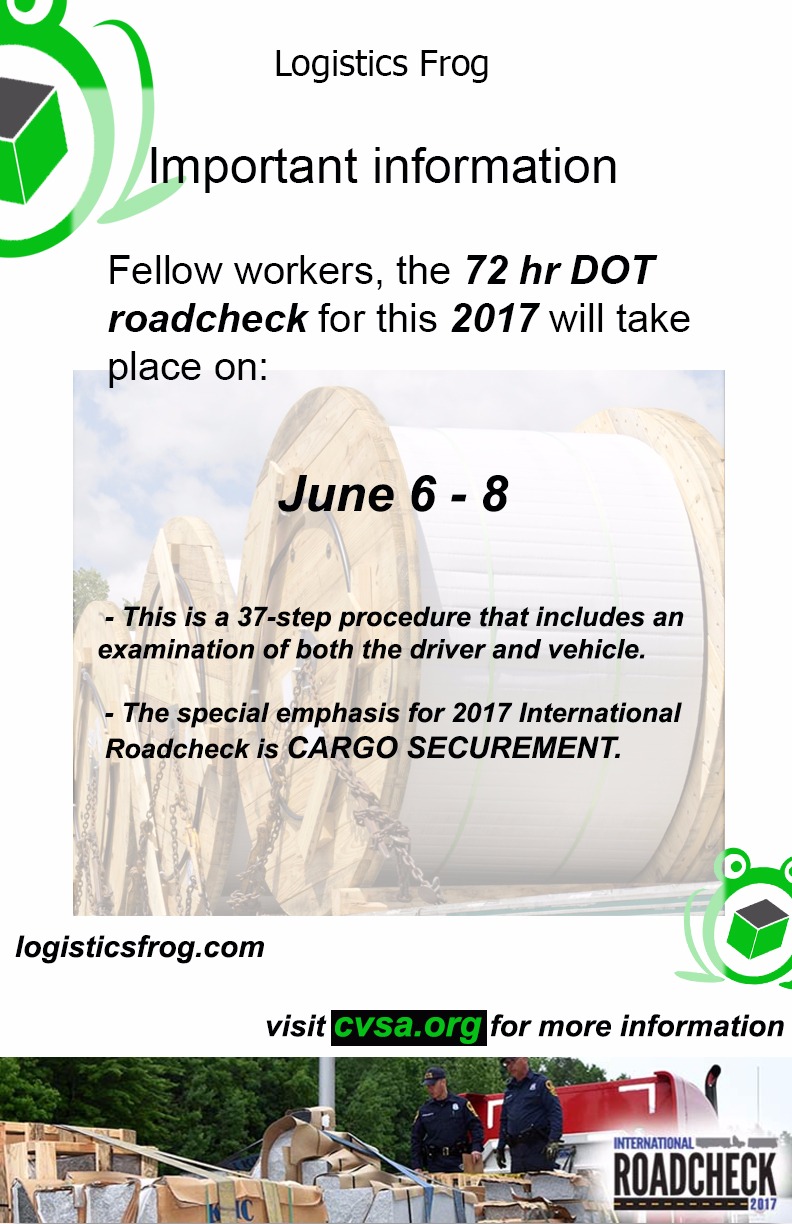 Logistics Frog
Important information
Fellow workers, the 72 hr DOT
roadcheck for this 2017 will take
place on:
June 6 - 8
- This is a 37-step procedure that includes an
examination of both the driver and vehicle.
- The special emphasis for 2017 International
Roadcheck is CARGO SECUREMENT.
logisticsfrog.com
visit cvsa.org for more information
INTERNATIONAL
ROADCHECK
2017